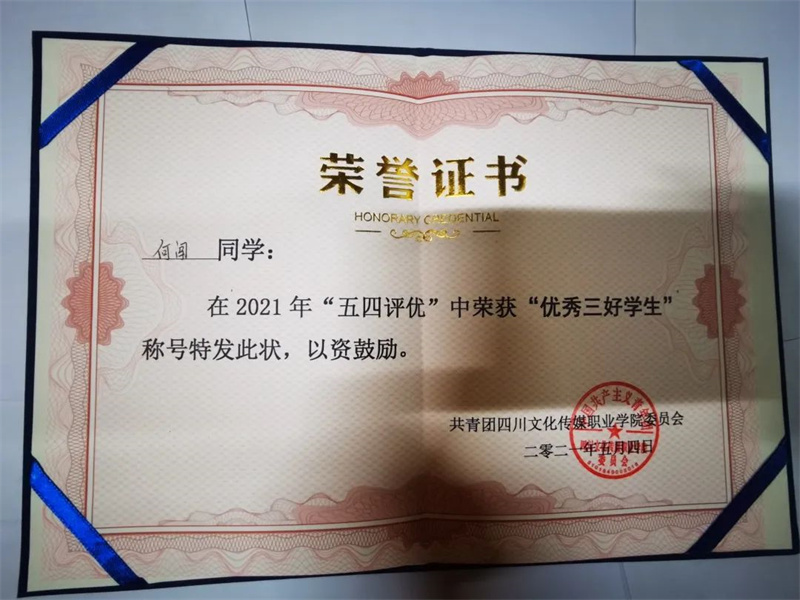 荣誉证书
HONORARY CREDENTIAL
何闯 同学：
在 2021 年“五四评优”中荣获“优秀三好学生”
称号特发此状，以资鼓励。
共青团四川文化传媒职业学院委员会
二零二一年五月四日